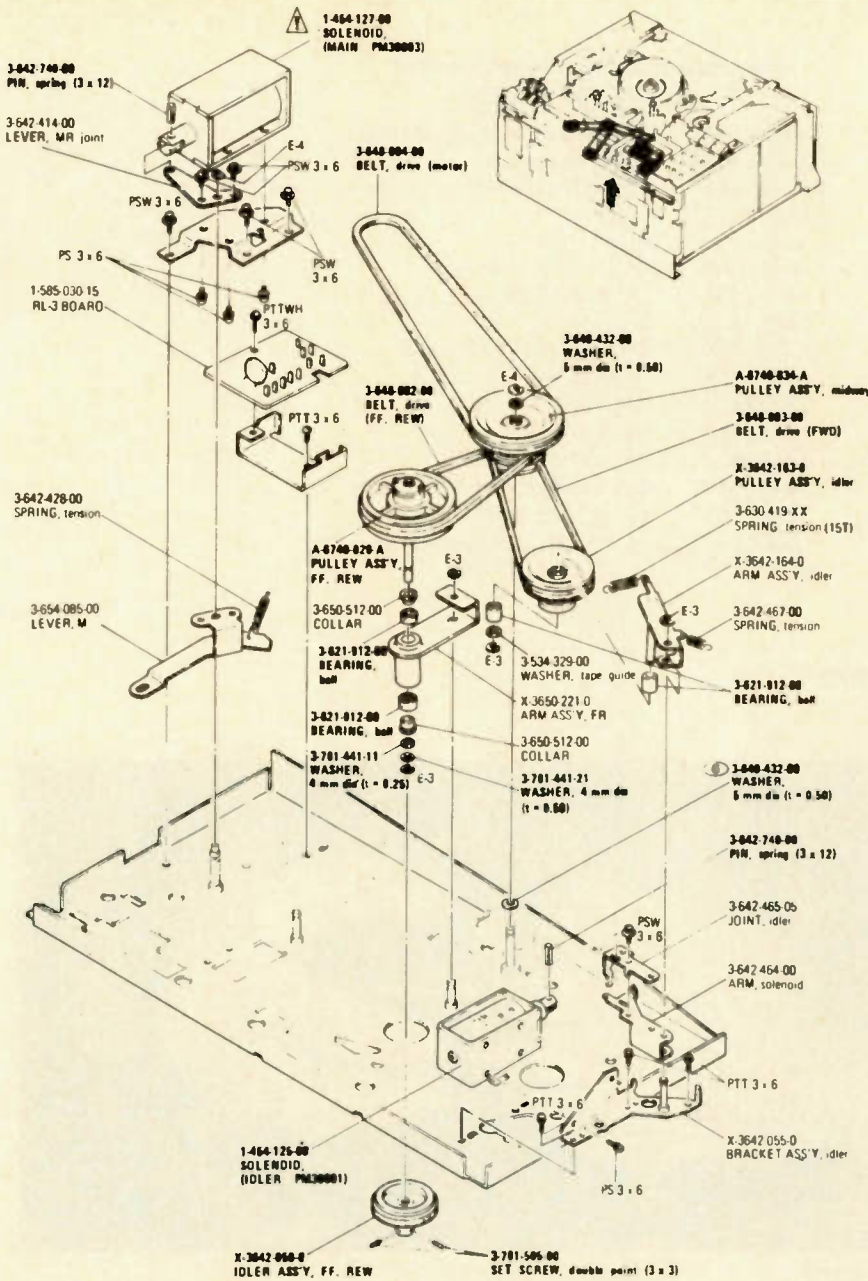 1-464-127-00
SOLENOID,
(MAIN PM30003)
3-642-740-00
PIN, spring (3 x 12)
3-642-414-00
LEVER, MR joint
E-4
PSW 3 x 6
PSW 3 x 6
PSW
3 x 6
PS 3 x 6
1-585-030-15
RL-3 BOARD
PTTWH
3 x 6
PTT 3 x 6
3-648-004-00
BELT, drive (motor)
3-640-432-00
WASHER,
5 mm dia (t = 0.50)
E-4
A-6740-834-A
PULLEY ASS'Y, midway
3-648-002-00
BELT, drive
(FF. REW)
3-648-003-00
BELT, drive (FWD)
X-3642-163-0
PULLEY ASS'Y, idler
3-642-428-00
SPRING, tension
3-630-419-XX
SPRING tension (15T)
A-6740-829-A
PULLEY ASS'Y,
FF. REW
E-3
X-3642-164-0
ARM ASS'Y, idler
3-654-085-00
LEVER, M
3-650-512-00
COLLAR
E-3
3-642-467-00
SPRING, tension
3-621-912-00
BEARING,
ball
E-3
3-534-329-00
WASHER, tape guide
3-621-912-00
BEARING, ball
X-3650-221-0
ARM ASS'Y, FR
3-621-912-00
BEARING, ball
3-650-512-00
COLLAR
3-701-441-11
WASHER,
4 mm dia (t = 0.25)
E-3
3-701-441-21
WASHER, 4 mm dia
(t = 0.50)
3-640-432-00
WASHER,
5 mm dia (t = 0.50)
3-642-740-00
PIN, spring (3 x 12)
3-642-465-05
JOINT, idler
PSW
3 x 6
3-642-464-00
ARM, solenoid
PTT 3 x 6
PTT 3 x 6
X-3642-055-0
BRACKET ASS'Y, idler
1-464-126-00
SOLENOID,
(IDLER PM30001)
PS 3 x 6
X-3642-050-0
IDLER ASS'Y, FF. REW
3-701-505-00
SET SCREW, double point (3 x 3)